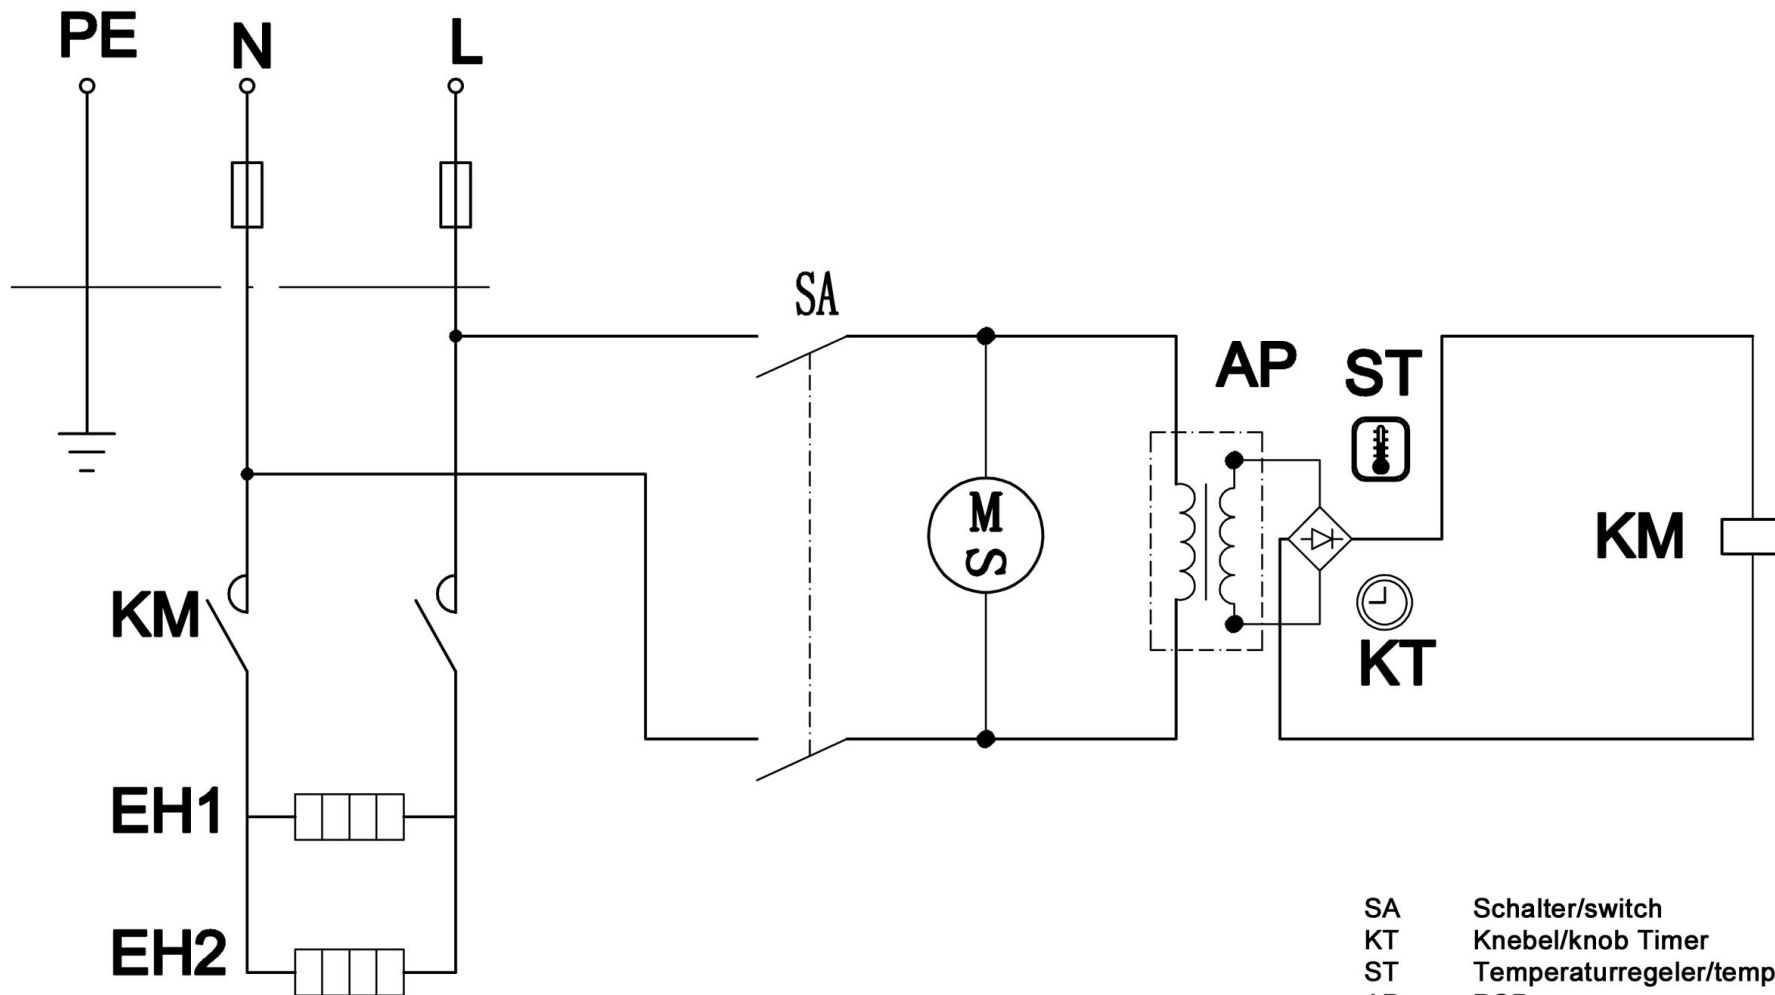 PE
N
L
SA
AP
ST
M
S
KM
KM
KT
EH1
EH2
SA Schalter/switch
KT Knebel/knob Timer
ST Temperaturregeler/temp